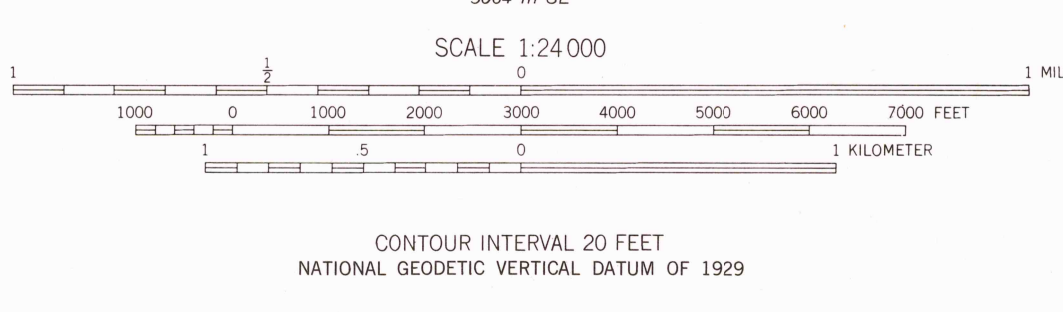 SCALE 1:24 000
1 1/2 0 1
1000 0 1000 2000 3000 4000 5000 6000 7000 FEET
1 .5 0 1 KILOMETER
CONTOUR INTERVAL 20 FEET
NATIONAL GEODETIC VERTICAL DATUM OF 1929